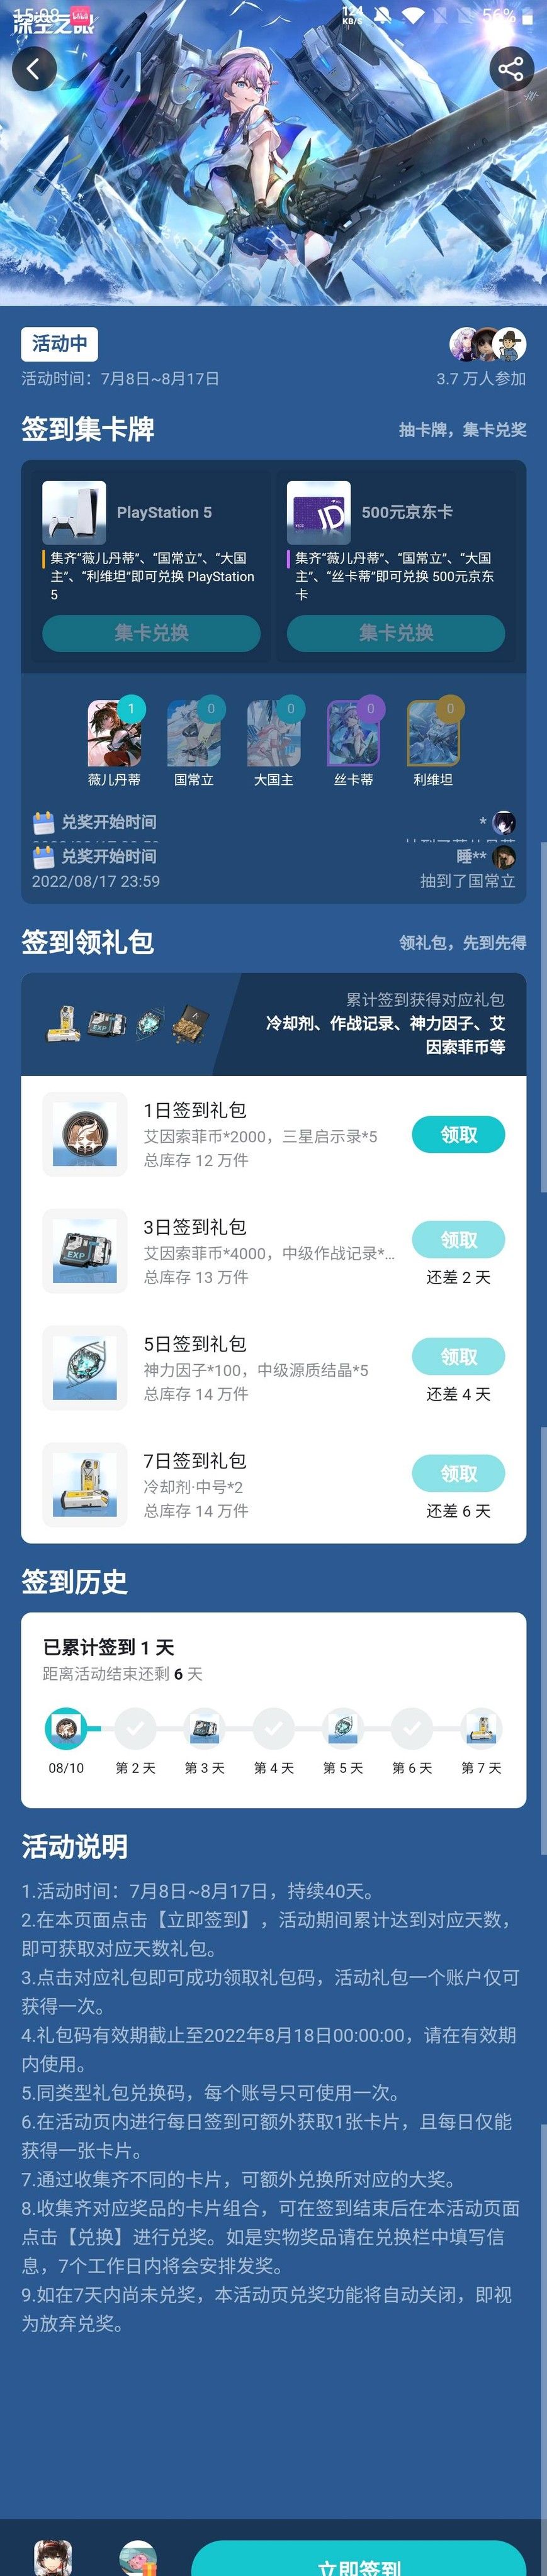 15:08
124
KB/S
56%
深空之眼
活动中
活动时间：7月8日~8月17日
3.7 万人参加
签到集卡牌
抽卡牌，集卡兑奖
PlayStation 5
集齐“薇儿丹蒂”、“国常立”、“大国
主”、“利维坦”即可兑换 PlayStation
5
集卡兑换
500元京东卡
集齐“薇儿丹蒂”、“国常立”、“大国
主”、“丝卡蒂”即可兑换 500元京东
卡
集卡兑换
1
0
0
0
0
薇儿丹蒂
国常立
大国主
丝卡蒂
利维坦
兑奖开始时间
*
兑奖开始时间
睡**
2022/08/17 23:59
抽到了国常立
签到领礼包
领礼包，先到先得
累计签到获得对应礼包
冷却剂、作战记录、神力因子、艾
因索菲币等
1日签到礼包
艾因索菲币*2000，三星启示录*5
总库存 12 万件
领取
3日签到礼包
艾因索菲币*4000，中级作战记录*...
总库存 13 万件
领取
还差 2 天
5日签到礼包
神力因子*100，中级源质结晶*5
总库存 14 万件
领取
还差 4 天
7日签到礼包
冷却剂·中号*2
总库存 14 万件
领取
还差 6 天
签到历史
已累计签到 1 天
距离活动结束还剩 6 天
08/10
第 2 天
第 3 天
第 4 天
第 5 天
第 6 天
第 7 天
活动说明
1.活动时间：7月8日~8月17日，持续40天。
2.在本页面点击【立即签到】，活动期间累计达到对应天数，
即可获取对应天数礼包。
3.点击对应礼包即可成功领取礼包码，活动礼包一个账户仅可
获得一次。
4.礼包码有效期截止至2022年8月18日00:00:00，请在有效期
内使用。
5.同类型礼包兑换码，每个账号只可使用一次。
6.在活动页内进行每日签到可额外获取1张卡片，且每日仅能
获得一张卡片。
7.通过收集齐不同的卡片，可额外兑换所对应的大奖。
8.收集齐对应奖品的卡片组合，可在签到结束后在本活动页面
点击【兑换】进行兑奖。如是实物奖品请在兑换栏中填写信
息，7个工作日内将会安排发奖。
9.如在7天内尚未兑奖，本活动页兑奖功能将自动关闭，即视
为放弃兑奖。
立即签到